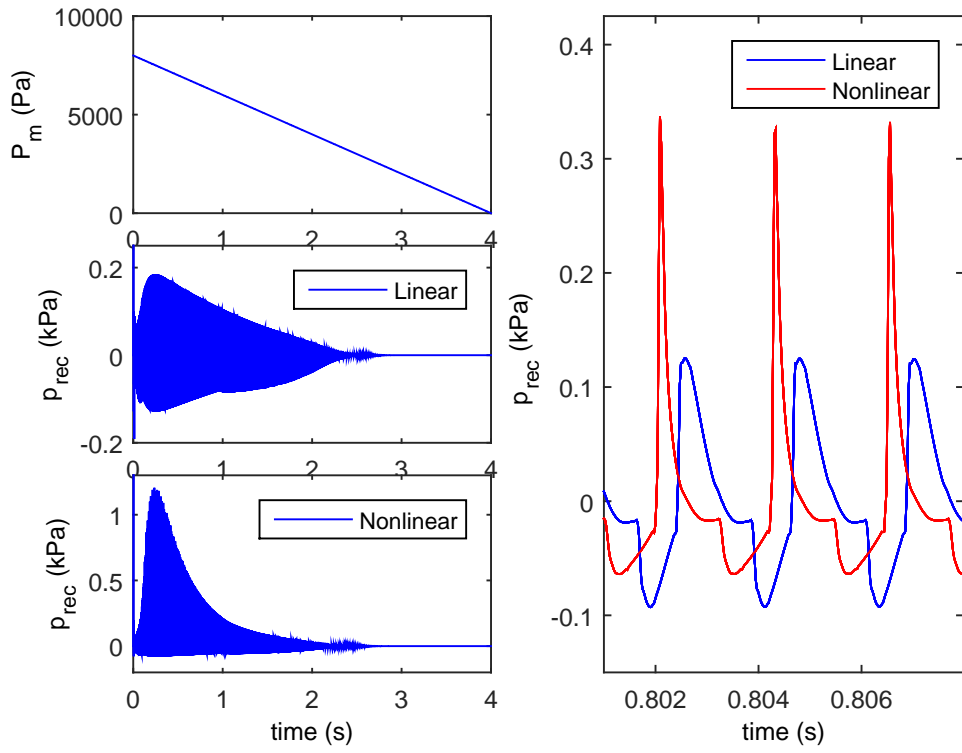 10000
5000
0
P_m (Pa)
0 1 2 3 4
0.2
0
-0.2
p_rec (kPa)
Linear
0 1 2 3 4
1
0.5
0
p_rec (kPa)
Nonlinear
0 1 2 3 4
time (s)
0.4
0.3
0.2
0.1
0
-0.1
p_rec (kPa)
Linear
Nonlinear
0.802 0.804 0.806
time (s)